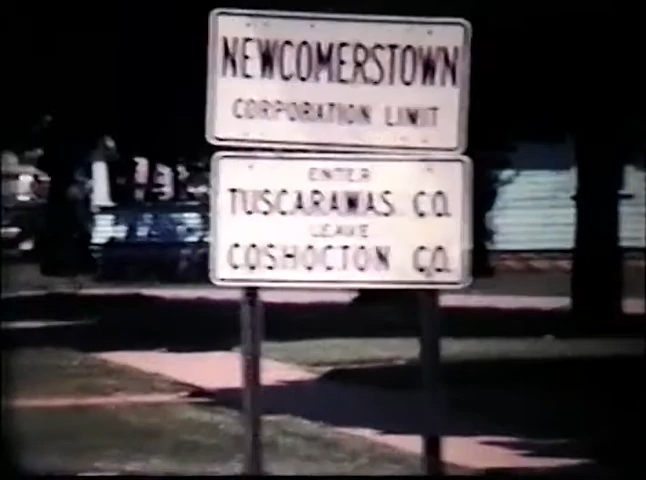 NEWCOMERSTOWN
CORPORATION LIMIT
ENTER
TUSCARAWAS CO.
LEAVE
COSHOCTON CO.